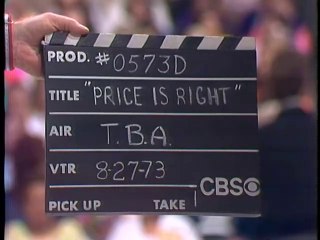 PROD. # 0573D
TITLE "PRICE IS RIGHT"
AIR T.B.A.
VTR 8-27-73
CBS
PICK UP TAKE 1